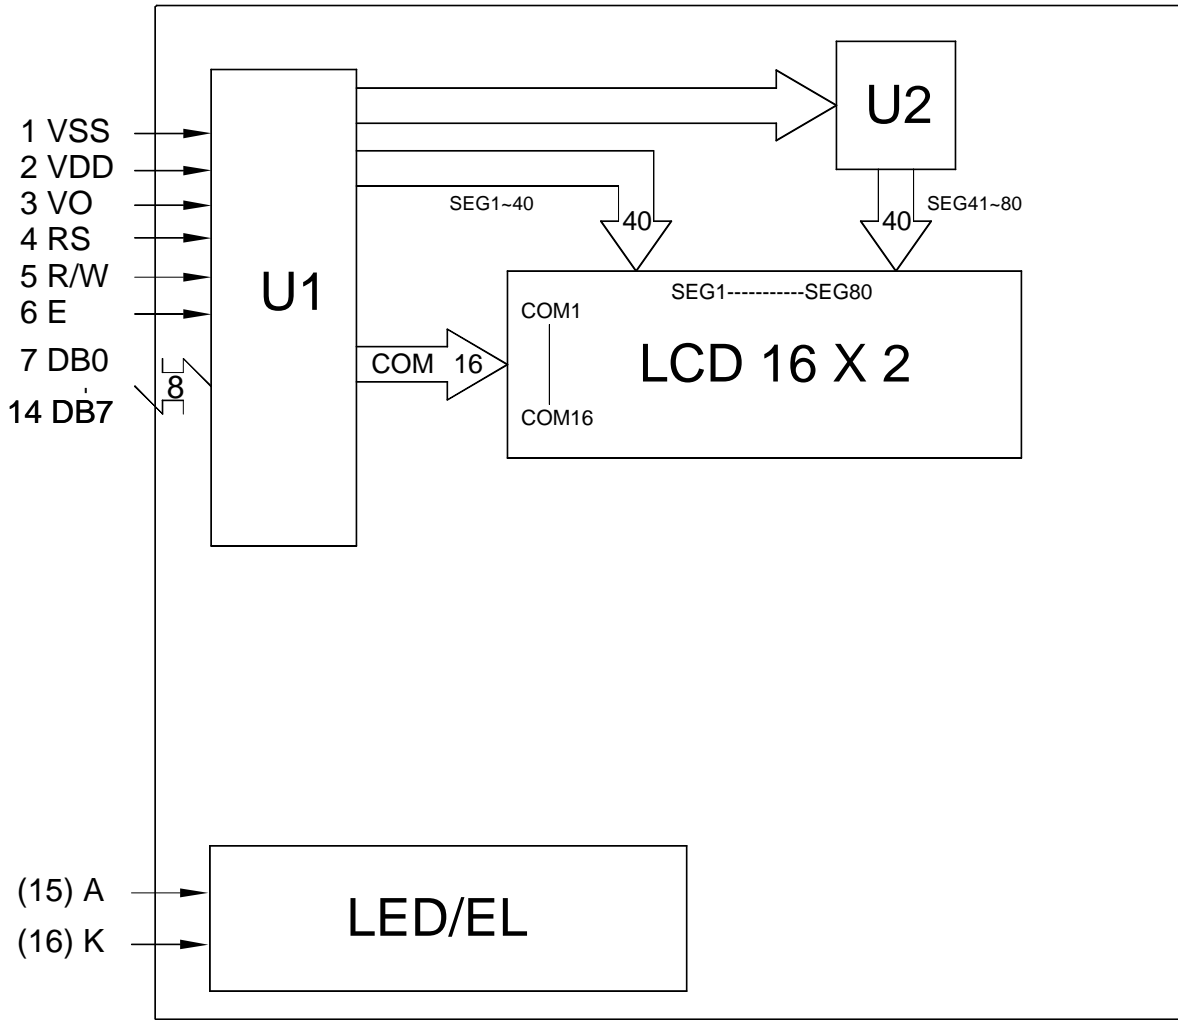 1 VSS
2 VDD
3 VO
4 RS
5 R/W
6 E
7 DB0
14 DB7
8
U1
U2
SEG1~40
40
40
SEG41~80
COM 16
SEG1-----------SEG80
COM1
COM16
LCD 16 X 2
(15) A
(16) K
LED/EL